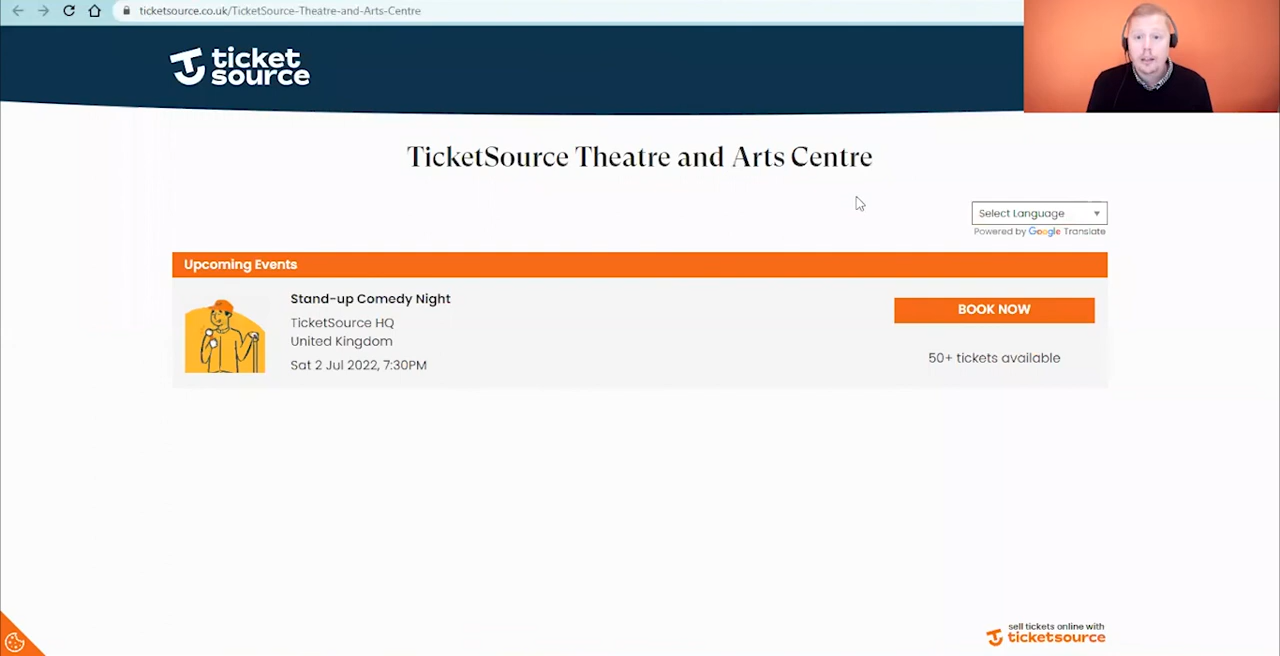 ticketsource.co.uk/TicketSource-Theatre-and-Arts-Centre
ticket
source
TicketSource Theatre and Arts Centre
Select Language
Powered by Google Translate
Upcoming Events
Stand-up Comedy Night
TicketSource HQ
United Kingdom
Sat 2 Jul 2022, 7:30PM
BOOK NOW
50+ tickets available
sell tickets online with
ticketsource